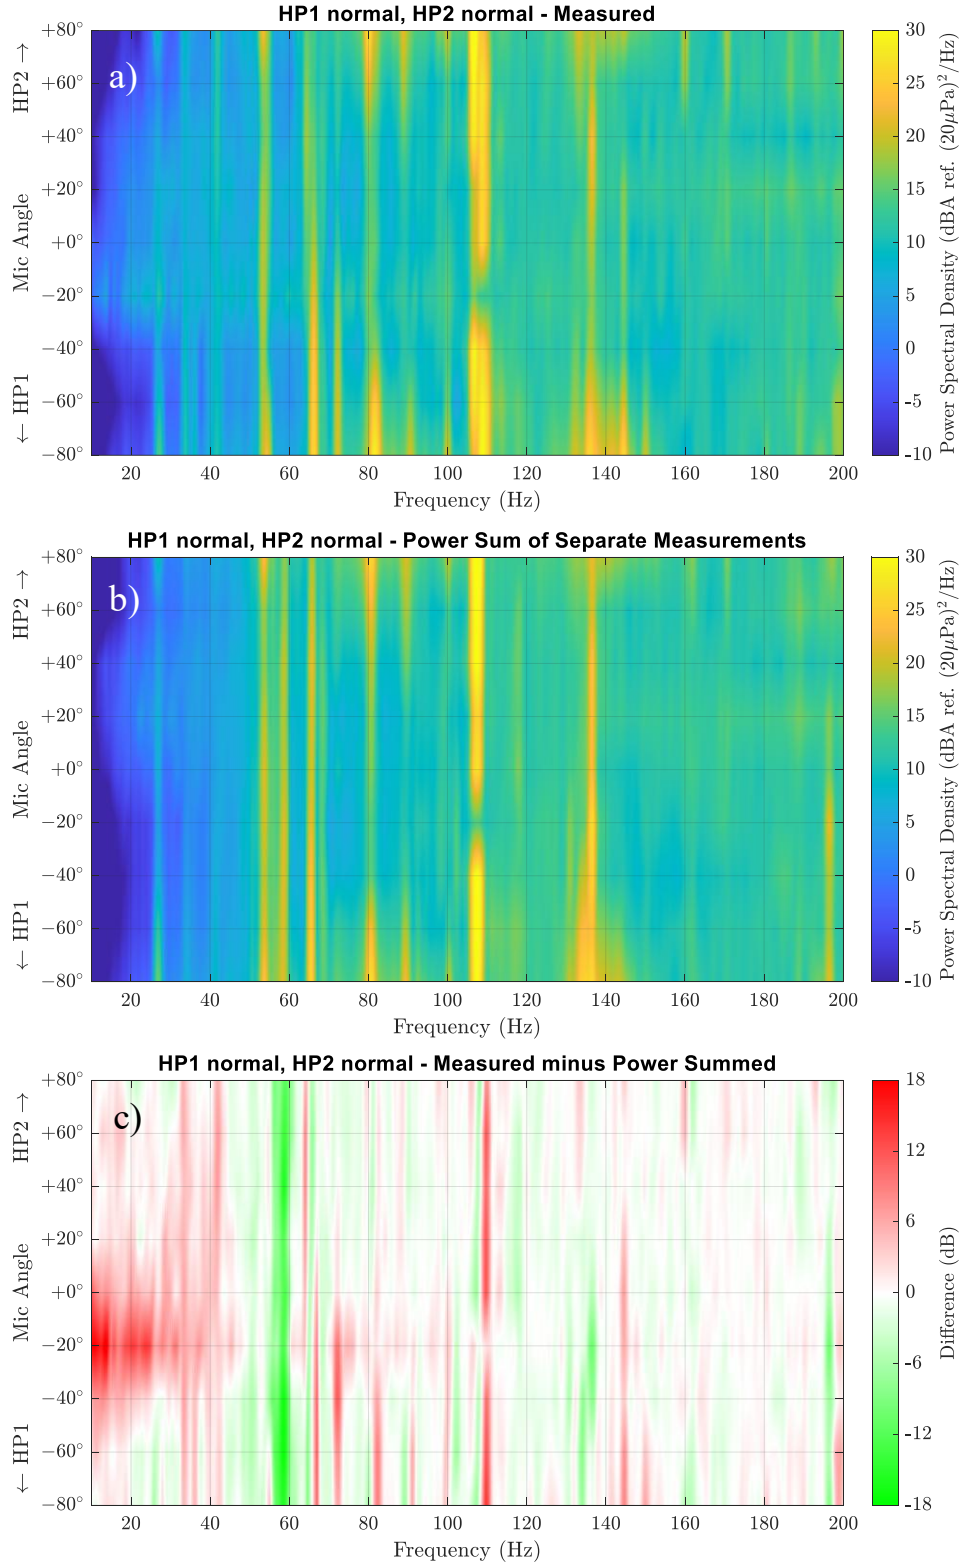 HP1 normal, HP2 normal - Measured
a)
+80°
+60°
+40°
+20°
+0°
−20°
−40°
−60°
−80°
← HP1 Mic Angle HP2 →
20 40 60 80 100 120 140 160 180 200
Frequency (Hz)
30
25
20
15
10
5
0
-5
-10
Power Spectral Density (dBA ref. (20µPa)²/Hz)
HP1 normal, HP2 normal - Power Sum of Separate Measurements
b)
+80°
+60°
+40°
+20°
+0°
−20°
−40°
−60°
−80°
← HP1 Mic Angle HP2 →
20 40 60 80 100 120 140 160 180 200
Frequency (Hz)
30
25
20
15
10
5
0
-5
-10
Power Spectral Density (dBA ref. (20µPa)²/Hz)
HP1 normal, HP2 normal - Measured minus Power Summed
c)
+80°
+60°
+40°
+20°
+0°
−20°
−40°
−60°
−80°
← HP1 Mic Angle HP2 →
20 40 60 80 100 120 140 160 180 200
Frequency (Hz)
18
12
6
0
-6
-12
-18
Difference (dB)